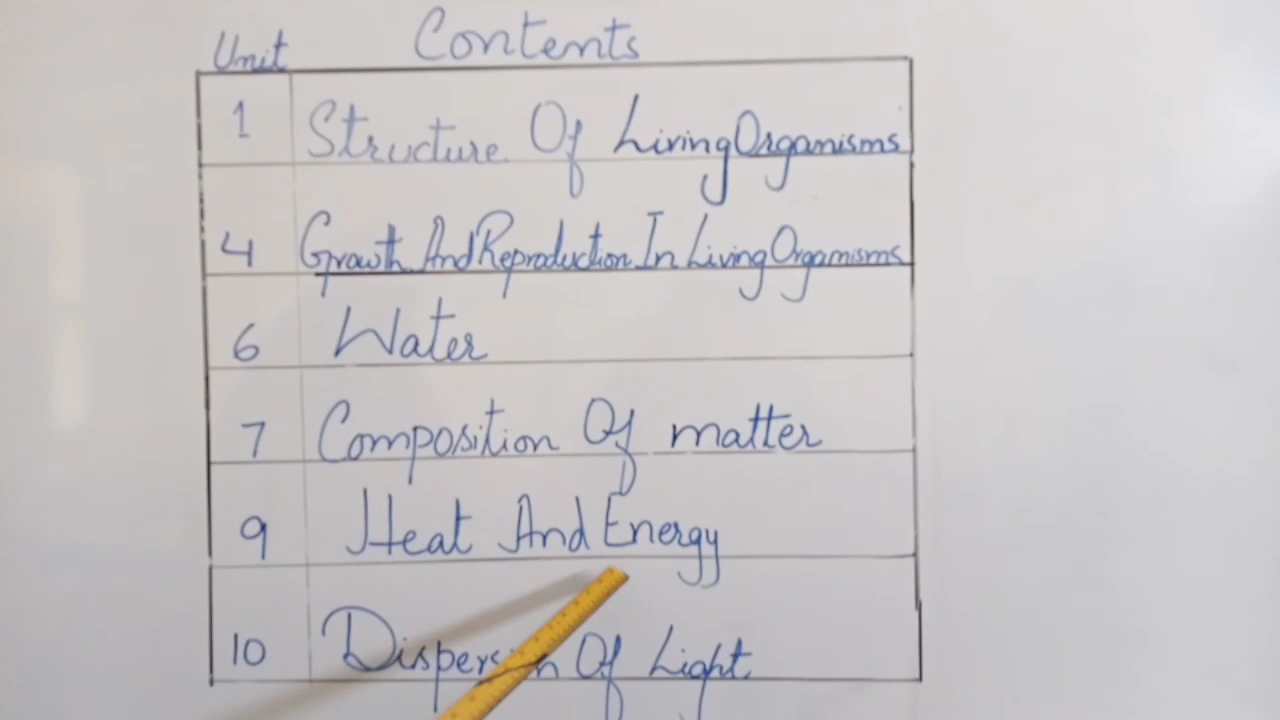 Unit Contents
1 Structure Of Living Organisms
4 Growth And Reproduction In Living Organisms
6 Water
7 Composition Of matter
9 Heat And Energy
10 Dispersion Of Light